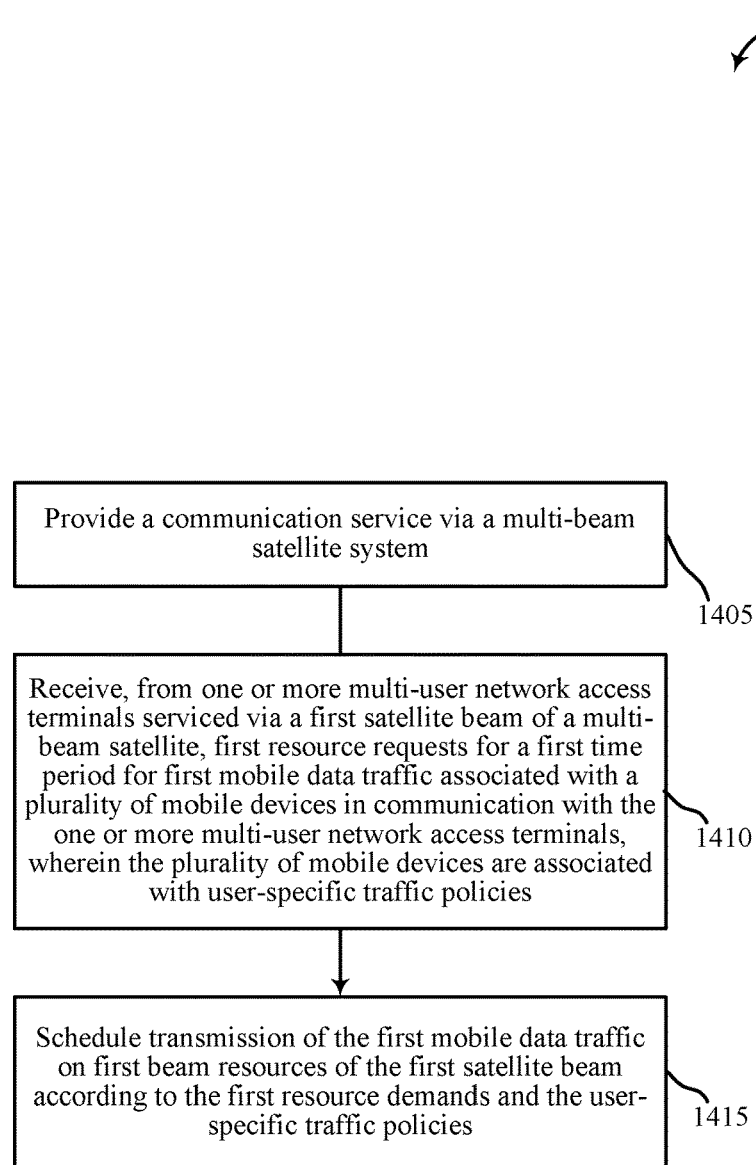 Provide a communication service via a multi-beam
satellite system
1405
Receive, from one or more multi-user network access
terminals serviced via a first satellite beam of a multi-
beam satellite, first resource requests for a first time
period for first mobile data traffic associated with a
plurality of mobile devices in communication with the
one or more multi-user network access terminals,
wherein the plurality of mobile devices are associated
with user-specific traffic policies
1410
Schedule transmission of the first mobile data traffic
on first beam resources of the first satellite beam
according to the first resource demands and the user-
specific traffic policies
1415